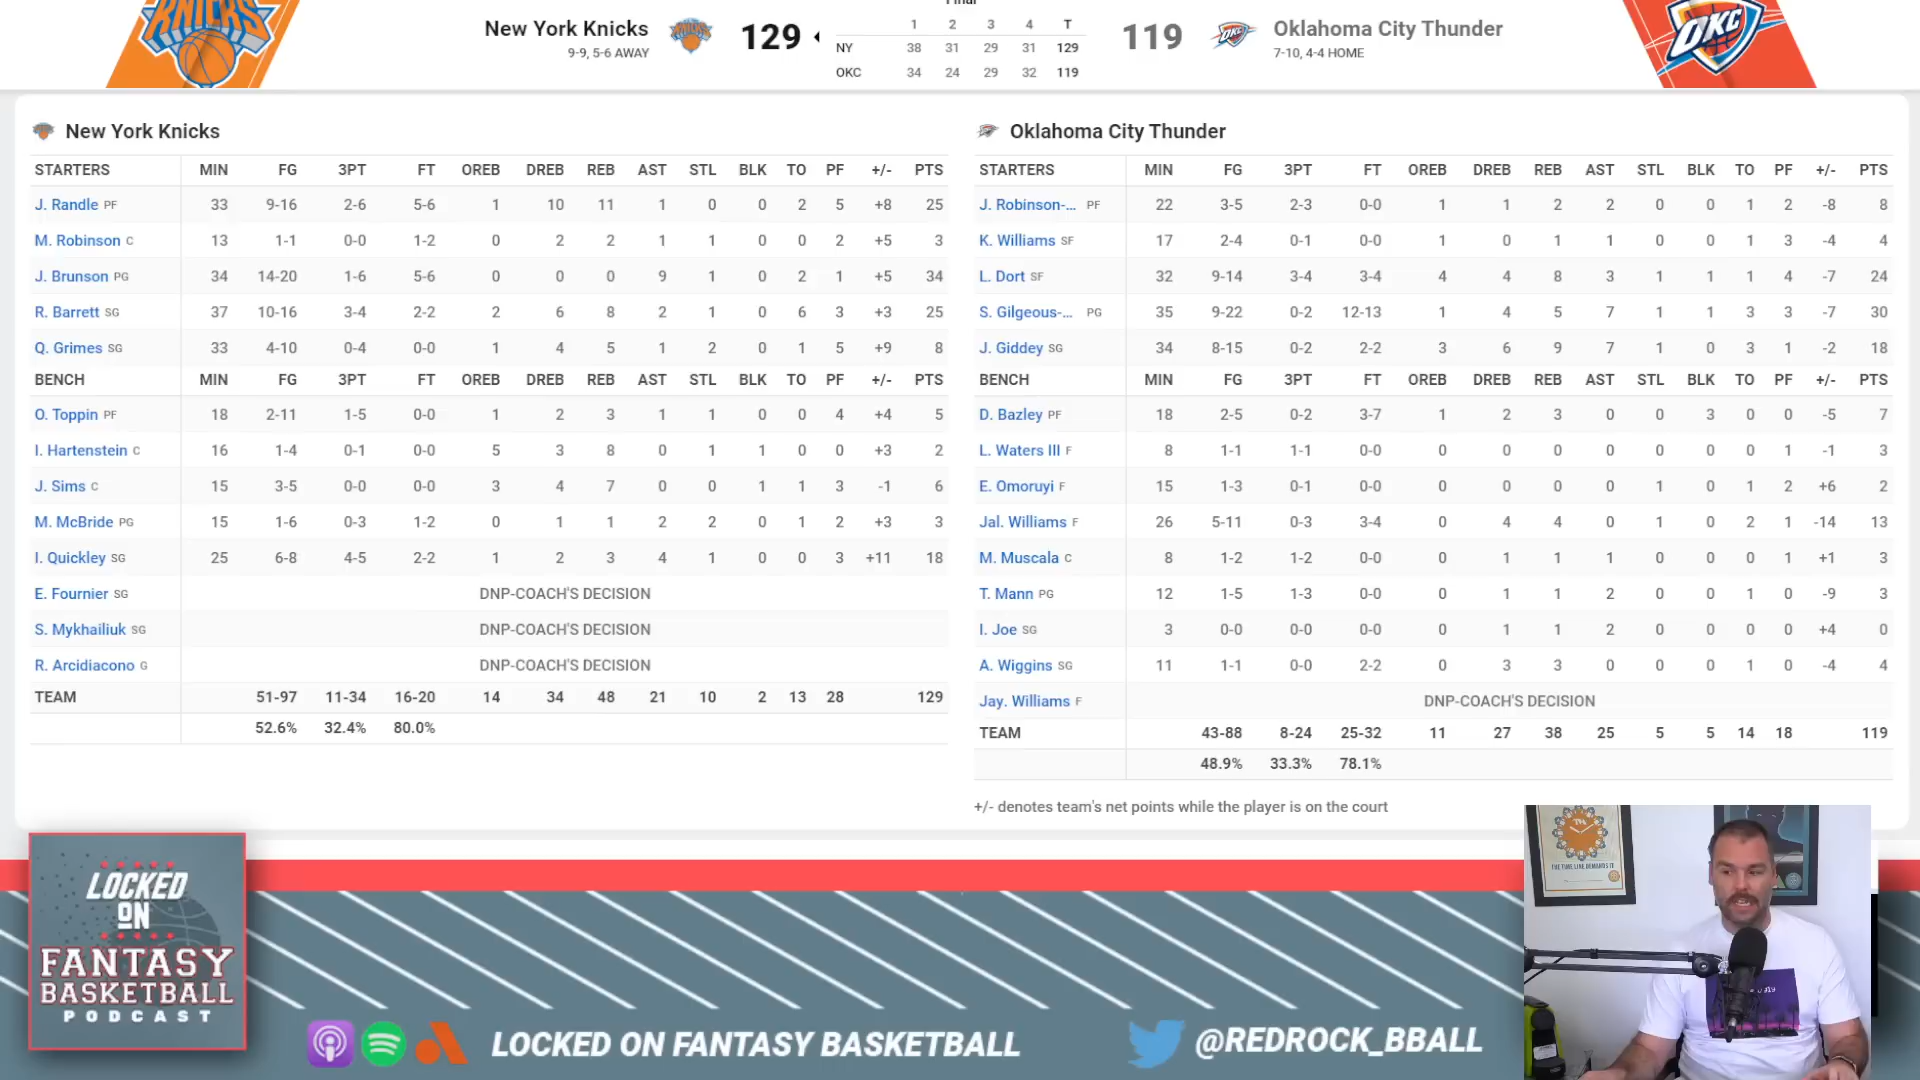 KNICKS
New York Knicks
9-9, 5-6 AWAY
129
Final
1 2 3 4 T
NY 38 31 29 31 129
OKC 34 24 29 32 119
119
Oklahoma City Thunder
7-10, 4-4 HOME
OKC
New York Knicks
STARTERS MIN FG 3PT FT OREB DREB REB AST STL BLK TO PF +/- PTS
J. Randle PF 33 9-16 2-6 5-6 1 10 11 1 0 0 2 5 +8 25
M. Robinson C 13 1-1 0-0 1-2 0 2 2 1 1 0 0 2 +5 3
J. Brunson PG 34 14-20 1-6 5-6 0 0 0 9 1 0 2 1 +5 34
R. Barrett SG 37 10-16 3-4 2-2 2 6 8 2 1 0 6 3 +3 25
Q. Grimes SG 33 4-10 0-4 0-0 1 4 5 1 2 0 1 5 +9 8
BENCH MIN FG 3PT FT OREB DREB REB AST STL BLK TO PF +/- PTS
O. Toppin PF 18 2-11 1-5 0-0 1 2 3 1 1 0 0 4 +4 5
I. Hartenstein C 16 1-4 0-1 0-0 5 3 8 0 1 1 0 0 +3 2
J. Sims C 15 3-5 0-0 0-0 3 4 7 0 0 1 1 3 -1 6
M. McBride PG 15 1-6 0-3 1-2 0 1 1 2 2 0 1 2 +3 3
I. Quickley SG 25 6-8 4-5 2-2 1 2 3 4 1 0 0 3 +11 18
E. Fournier SG DNP-COACH'S DECISION
S. Mykhailiuk SG DNP-COACH'S DECISION
R. Arcidiacono G DNP-COACH'S DECISION
TEAM 51-97 11-34 16-20 14 34 48 21 10 2 13 28 129
52.6% 32.4% 80.0%
Oklahoma City Thunder
STARTERS MIN FG 3PT FT OREB DREB REB AST STL BLK TO PF +/- PTS
J. Robinson-... PF 22 3-5 2-3 0-0 1 1 2 2 0 0 1 2 -8 8
K. Williams SF 17 2-4 0-1 0-0 1 0 1 1 0 0 1 3 -4 4
L. Dort SF 32 9-14 3-4 3-4 4 4 8 3 1 1 1 4 -7 24
S. Gilgeous-... PG 35 9-22 0-2 12-13 1 4 5 7 1 1 3 3 -7 30
J. Giddey SG 34 8-15 0-2 2-2 3 6 9 7 1 0 3 1 -2 18
BENCH MIN FG 3PT FT OREB DREB REB AST STL BLK TO PF +/- PTS
D. Bazley PF 18 2-5 0-2 3-7 1 2 3 0 0 3 0 0 -5 7
L. Waters III F 8 1-1 1-1 0-0 0 0 0 0 0 0 0 1 -1 3
E. Omoruyi F 15 1-3 0-1 0-0 0 0 0 0 1 0 1 2 +6 2
Jal. Williams F 26 5-11 0-3 3-4 0 4 4 0 1 0 2 1 -14 13
M. Muscala C 8 1-2 1-2 0-0 0 1 1 1 0 0 0 1 +1 3
T. Mann PG 12 1-5 1-3 0-0 0 1 1 2 0 0 1 0 -9 3
I. Joe SG 3 0-0 0-0 0-0 0 1 1 2 0 0 0 0 +4 0
A. Wiggins SG 11 1-1 0-0 2-2 0 3 3 0 0 0 1 0 -4 4
Jay. Williams F DNP-COACH'S DECISION
TEAM 43-88 8-24 25-32 11 27 38 25 5 5 14 18 119
48.9% 33.3% 78.1%
+/- denotes team's net points while the player is on the court
LOCKED
ON
FANTASY
BASKETBALL
PODCAST
LOCKED ON FANTASY BASKETBALL
@REDROCK_BBALL